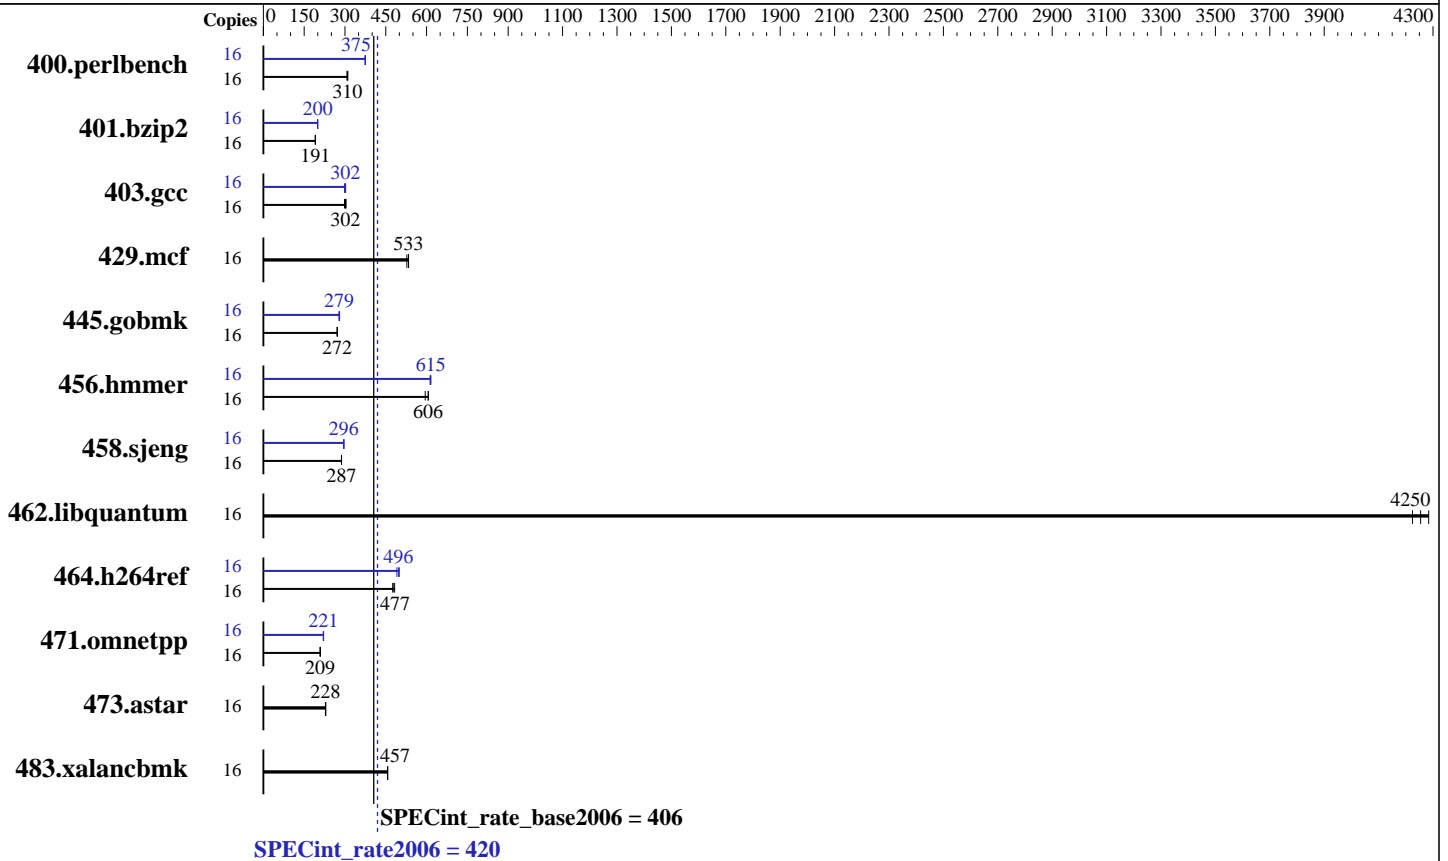 Copies 0 150 300 450 600 750 900 1100 1300 1500 1700 1900 2100 2300 2500 2700 2900 3100 3300 3500 3700 3900 4300
400.perlbench 16 375
16 310
401.bzip2 16 200
16 191
403.gcc 16 302
16 302
429.mcf 16 533
445.gobmk 16 279
16 272
456.hmmer 16 615
16 606
458.sjeng 16 296
16 287
462.libquantum 16 4250
464.h264ref 16 496
16 477
471.omnetpp 16 221
16 209
473.astar 16 228
483.xalancbmk 16 457
SPECint_rate_base2006 = 406
SPECint_rate2006 = 420